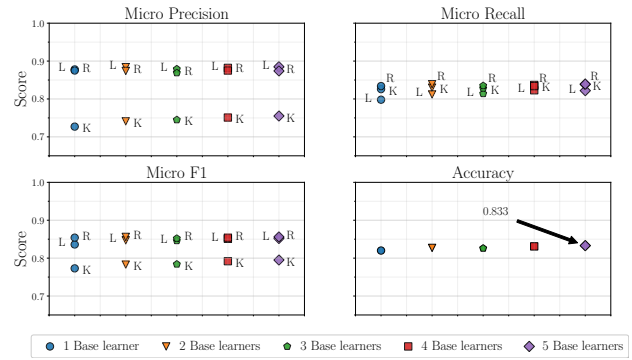 Micro Precision
Micro Recall
1.0
0.9
0.8
0.7
Score
L R L R L R L R L R
K K K K K
R R R R R
K K K K K
L L L L L
Micro F1
Accuracy
1.0
0.9
0.8
0.7
Score
L R L R L R L R L R
K K K K K
0.833
1 Base learner 2 Base learners 3 Base learners 4 Base learners 5 Base learners